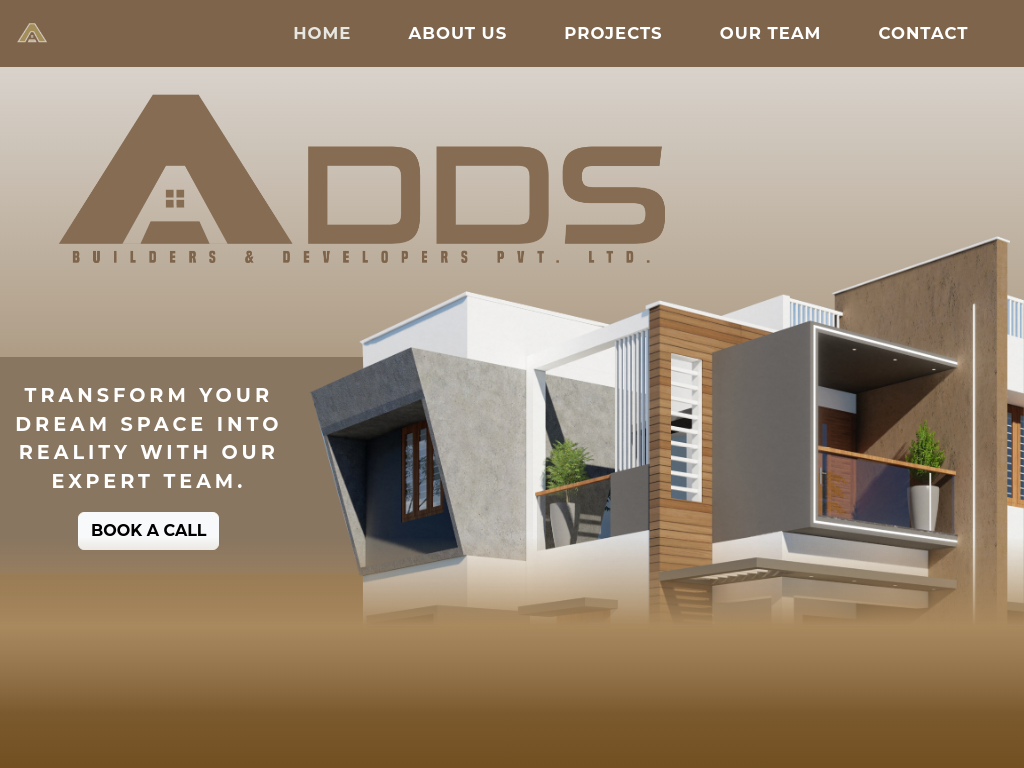 HOME ABOUT US PROJECTS OUR TEAM CONTACT
ADDS
BUILDERS & DEVELOPERS PVT. LTD.
TRANSFORM YOUR
DREAM SPACE INTO
REALITY WITH OUR
EXPERT TEAM.
BOOK A CALL